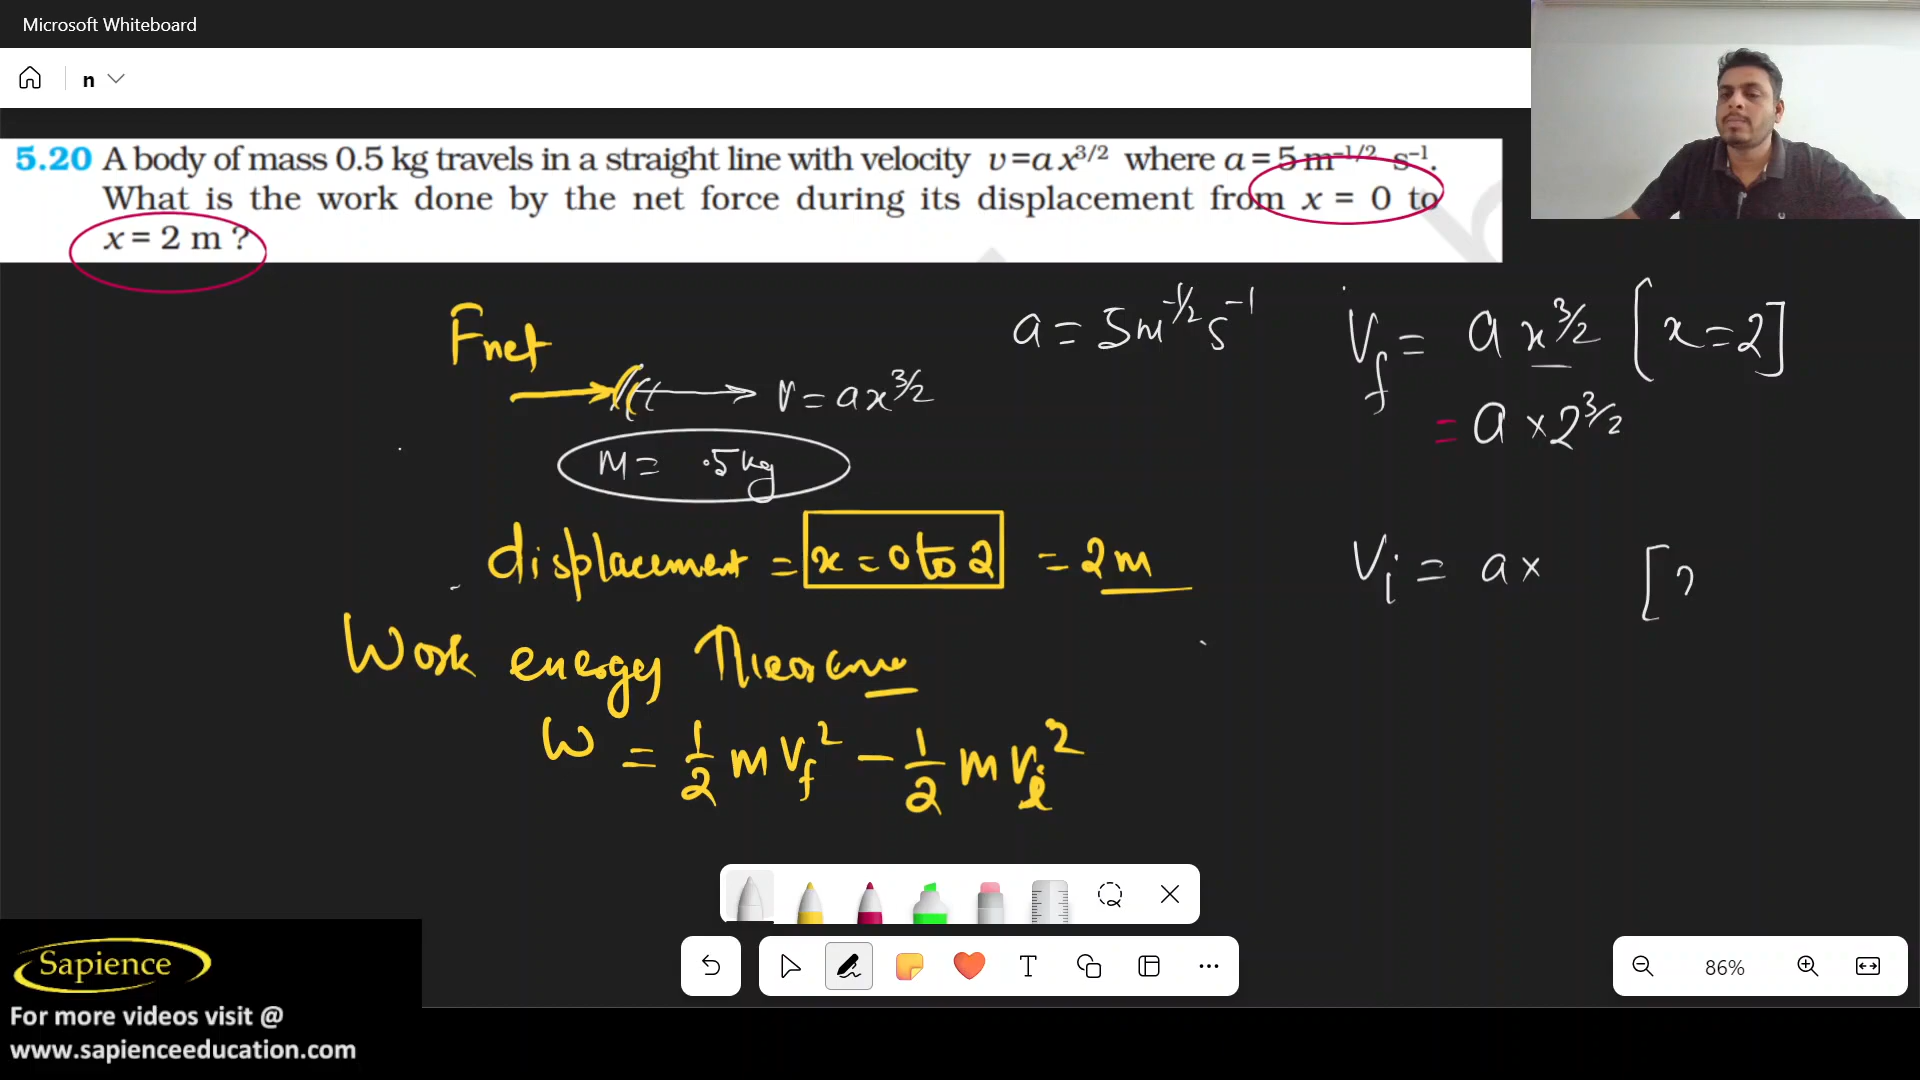 Microsoft Whiteboard
n
5.20 A body of mass 0.5 kg travels in a straight line with velocity v=a x^3/2 where a = 5 m^–1/2 s^–1.
What is the work done by the net force during its displacement from x = 0 to
x = 2 m ?
Fnet
v = ax^3/2
M = .5 kg
displacement = x = 0 to 2 = 2m
Work energy
W = 1/2 m Vf^2 - 1/2 m Vi^2
a = 5m^-1/2 s^-1
Vf = a x^3/2 [x = 2]
= a × 2^3/2
Vi = a × [
T
86%
Sapience
For more videos visit @
www.sapienceeducation.com